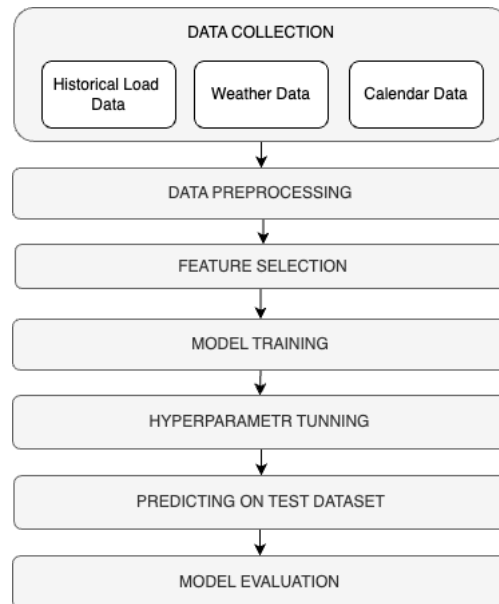 DATA COLLECTION
Historical Load
Data
Weather Data
Calendar Data
DATA PREPROCESSING
FEATURE SELECTION
MODEL TRAINING
HYPERPARAMETR TUNNING
PREDICTING ON TEST DATASET
MODEL EVALUATION